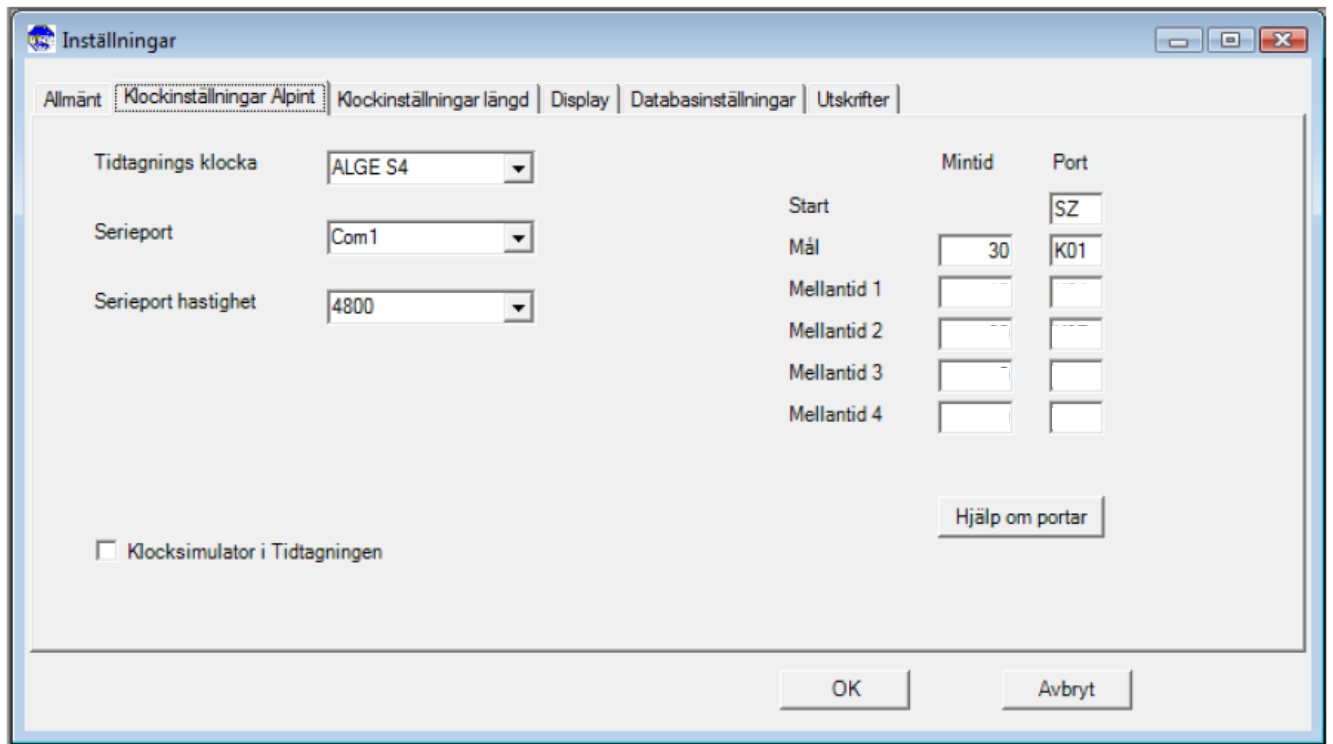 Inställningar
Allmänt Klockinställningar Alpint Klockinställningar längd Display Databasinställningar Utskrifter
Tidtagnings klocka ALGE S4 Mintid Port
Start SZ
Serieport Com1 Mål 30 K01
Mellantid 1
Serieport hastighet 4800
Mellantid 2
Mellantid 3
Mellantid 4
Hjälp om portar
Klocksimulator i Tidtagningen
OK Avbryt